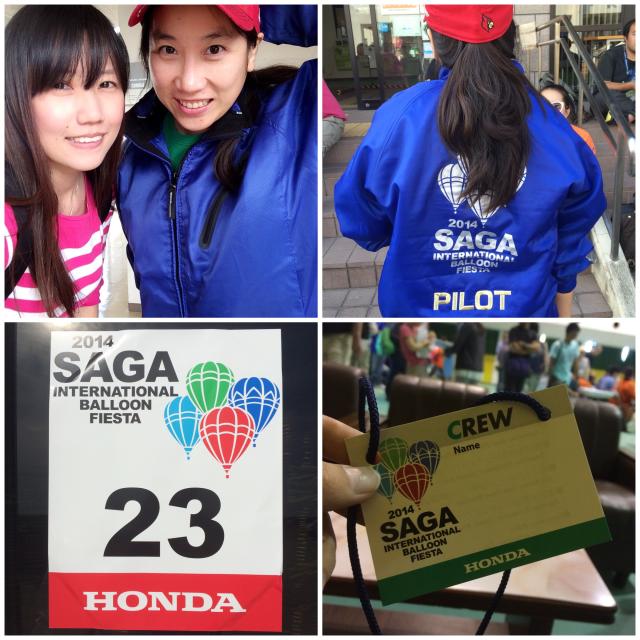 2014
SAGA
INTERNATIONAL
BALLOON
FIESTA
PILOT
2014
SAGA
INTERNATIONAL
BALLOON
FIESTA
23
HONDA
CREW
Name
2014
SAGA
INTERNATIONAL
BALLOON
FIESTA
HONDA